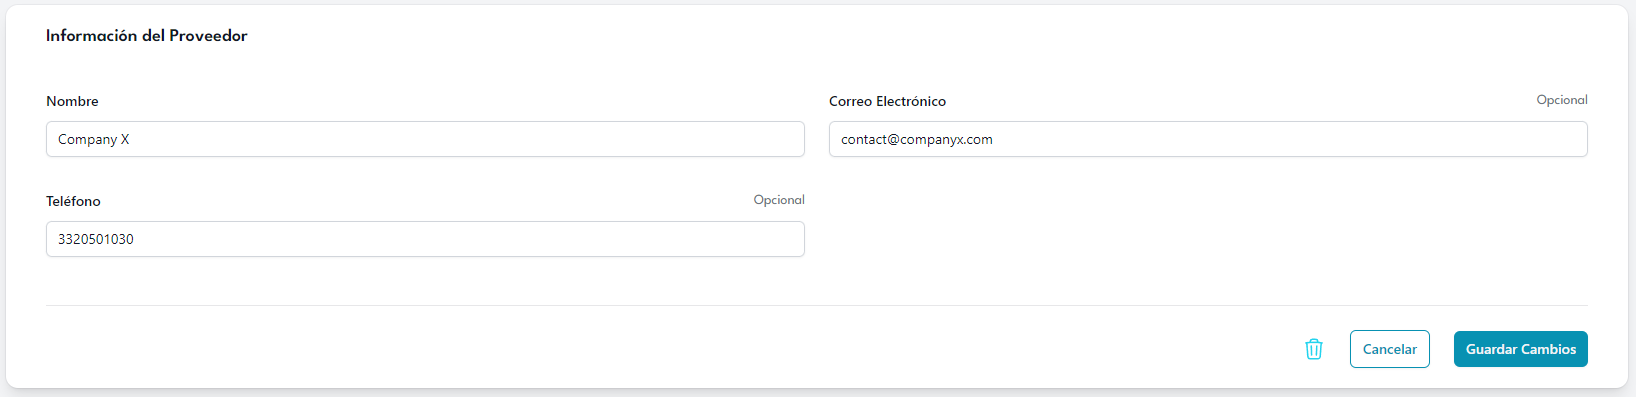 Información del Proveedor
Nombre
Company X
Correo Electrónico Opcional
contact@companyx.com
Teléfono Opcional
3320501030
Cancelar Guardar Cambios